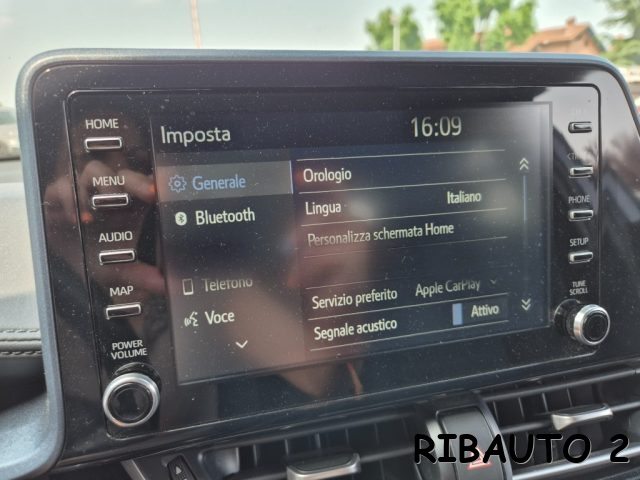 HOME
MENU
AUDIO
MAP
POWER
VOLUME
Imposta
16:09
Generale
Bluetooth
Telefono
Voce
Orologio
Lingua Italiano
Personalizza schermata Home
Servizio preferito Apple CarPlay
Segnale acustico Attivo
PHONE
SETUP
TUNE
SCROLL
RIBAUTO 2